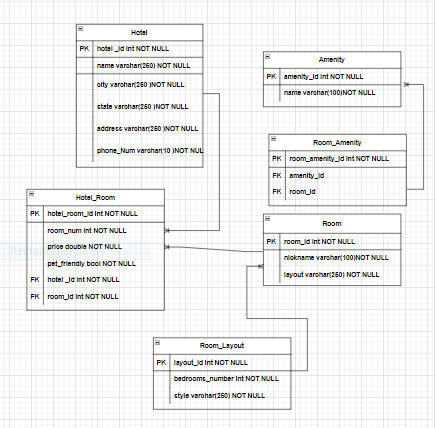 Hotel
PK hotel _id int NOT NULL
name varchar(250) NOT NULL
city varchar(250 )NOT NULL
state varchar(250 )NOT NULL
address varchar(250 )NOT NULL
phone_Num varchar(10 )NOT NUL
Amenity
PK amenity_id int NOT NULL
name varchar(100)NOT NULL
Room_Amenity
PK room_amenity_id int NOT NULL
FK amenity_id
FK room_id
Hotel_Room
PK hotel_room_id int NOT NULL
room_num int NOT NULL
price double NOT NULL
pet_friendly bool NOT NULL
FK hotel _id int NOT NULL
FK room_id int NOT NULL
Room
PK room_id int NOT NULL
nickname varchar(100)NOT NULL
layout varchar(250) NOT NULL
Room_Layout
PK layout_id int NOT NULL
bedrooms_number int NOT NULL
style varchar(250) NOT NULL